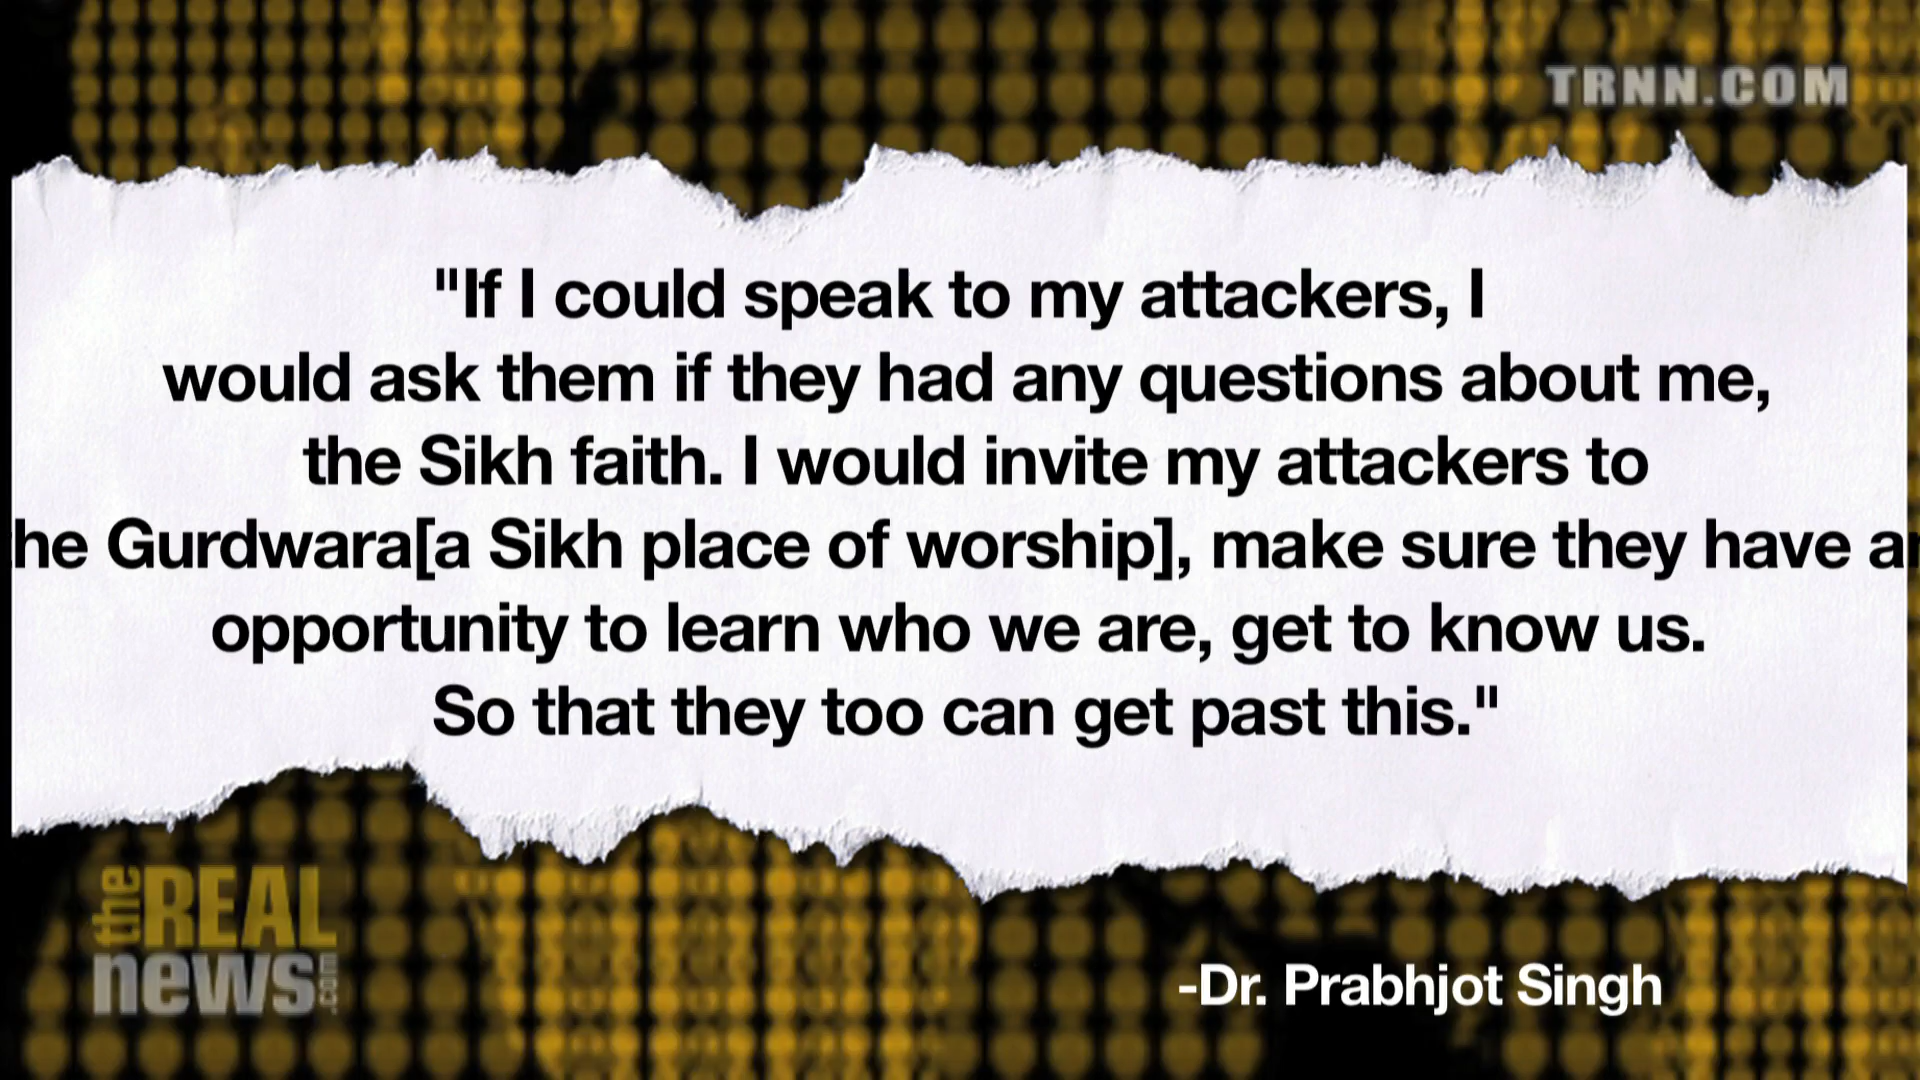 TRNN.COM
"If I could speak to my attackers, I
would ask them if they had any questions about me,
the Sikh faith. I would invite my attackers to
he Gurdwara[a Sikh place of worship], make sure they have a
opportunity to learn who we are, get to know us.
So that they too can get past this."
the REAL
news.com
-Dr. Prabhjot Singh